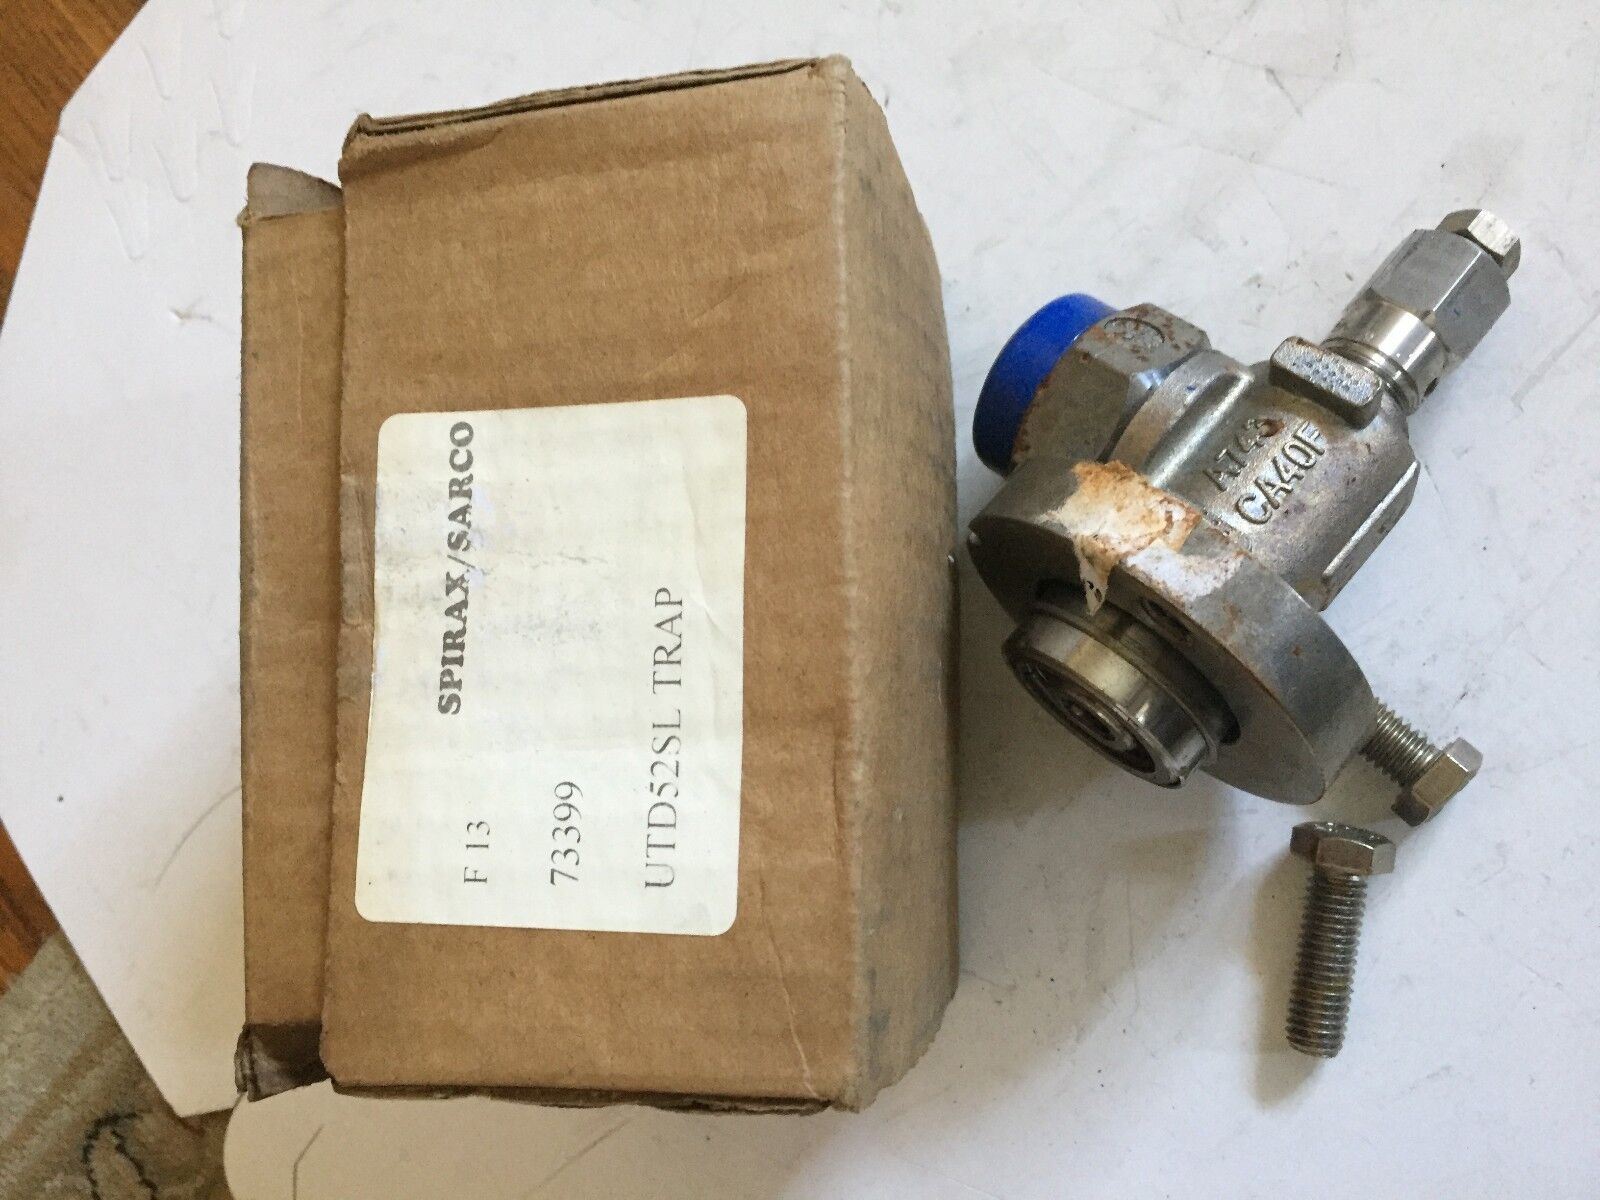 SPIRAX/SARCO
F 13
73399
UTD52SL TRAP
A743
CA40F